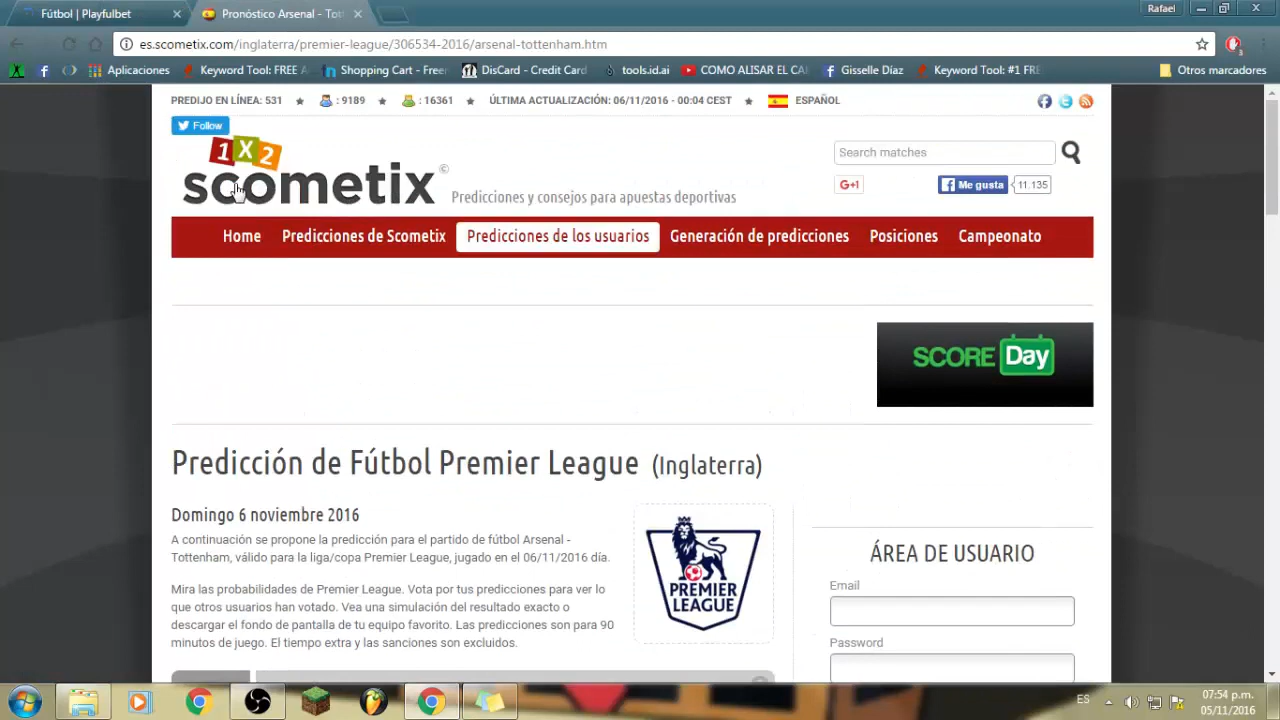 Fútbol | Playfulbet
Pronóstico Arsenal - Tott
Rafael
es.scometix.com/inglaterra/premier-league/306534-2016/arsenal-tottenham.htm
Aplicaciones
Keyword Tool: FREE A
Shopping Cart - Free
DisCard - Credit Card
tools.id.ai
COMO ALISAR EL CA
Gisselle Díaz
Keyword Tool: #1 FR
Otros marcadores
PREDIJO EN LÍNEA: 531 : 9189 : 16361 ÚLTIMA ACTUALIZACIÓN: 06/11/2016 - 00:04 CEST ESPAÑOL
Follow
1 X 2
scometix ©
Predicciones y consejos para apuestas deportivas
Search matches
G+1
Me gusta 11.135
Home Predicciones de Scometix Predicciones de los usuarios Generación de predicciones Posiciones Campeonato
SCORE Day
Predicción de Fútbol Premier League (Inglaterra)
Domingo 6 noviembre 2016
A continuación se propone la predicción para el partido de fútbol Arsenal -
Tottenham, válido para la liga/copa Premier League, jugado en el 06/11/2016 día.
Mira las probabilidades de Premier League. Vota por tus predicciones para ver lo
que otros usuarios han votado. Vea una simulación del resultado exacto o
descargar el fondo de pantalla de tu equipo favorito. Las predicciones son para 90
minutos de juego. El tiempo extra y las sanciones son excluidos.
PREMIER
LEAGUE
ÁREA DE USUARIO
Email
Password
ES
07:54 p.m.
05/11/2016